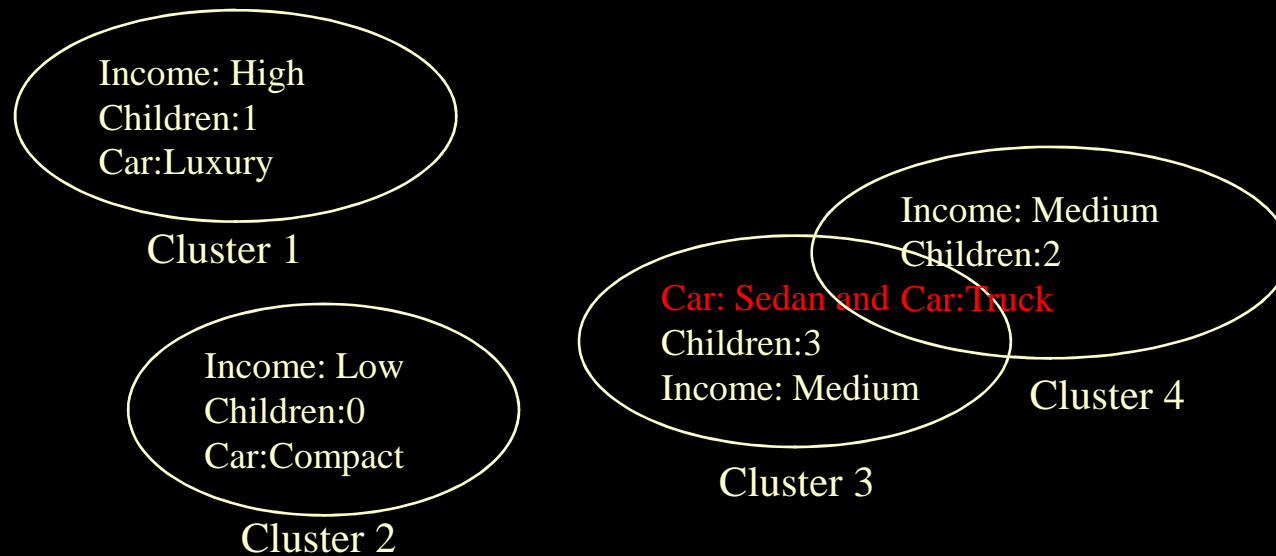 Income: High
Children:1
Car:Luxury
Cluster 1
Income: Low
Children:0
Car:Compact
Cluster 2
Car: Sedan and
Children:3
Income: Medium
Cluster 3
Income: Medium
Children:2
Car:Truck
Cluster 4